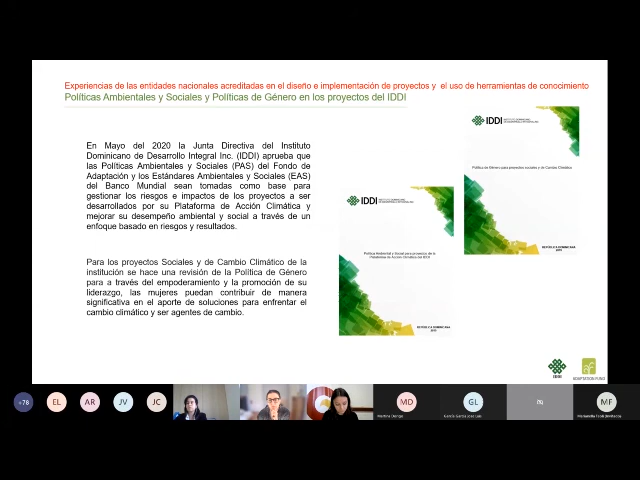 Experiencias de las entidades nacionales acreditadas en el diseño e implementación de proyectos y el uso de herramientas de conocimiento
Políticas Ambientales y Sociales y Políticas de Género en los proyectos del IDDI
En Mayo del 2020 la Junta Directiva del Instituto
Dominicano de Desarrollo Integral Inc. (IDDI) aprueba que
las Políticas Ambientales y Sociales (PAS) del Fondo de
Adaptación y los Estándares Ambientales y Sociales (EAS)
del Banco Mundial sean tomadas como base para
gestionar los riesgos e impactos de los proyectos a ser
desarrollados por su Plataforma de Acción Climática y
mejorar su desempeño ambiental y social a través de un
enfoque basado en riesgos y resultados.
Para los proyectos Sociales y de Cambio Climático de la
institución se hace una revisión de la Política de Género
para a través del empoderamiento y la promoción de su
liderazgo, las mujeres puedan contribuir de manera
significativa en el aporte de soluciones para enfrentar el
cambio climático y ser agentes de cambio.
IDDI
Política Ambiental y Social para proyectos de la
Plataforma de Acción Climática del IDDI
REPÚBLICA DOMINICANA
IDDI
Política de Género para proyectos sociales y de Cambio Climático
REPÚBLICA DOMINICANA
IDDI
ADAPTATION FUND
+78
EL
AR
JV
JC
MD
GL
MF